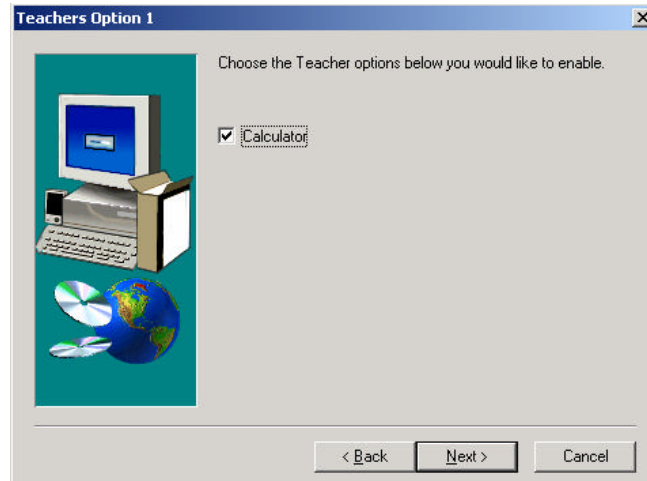 Teachers Option 1
Choose the Teacher options below you would like to enable.
Calculator
< Back
Next >
Cancel